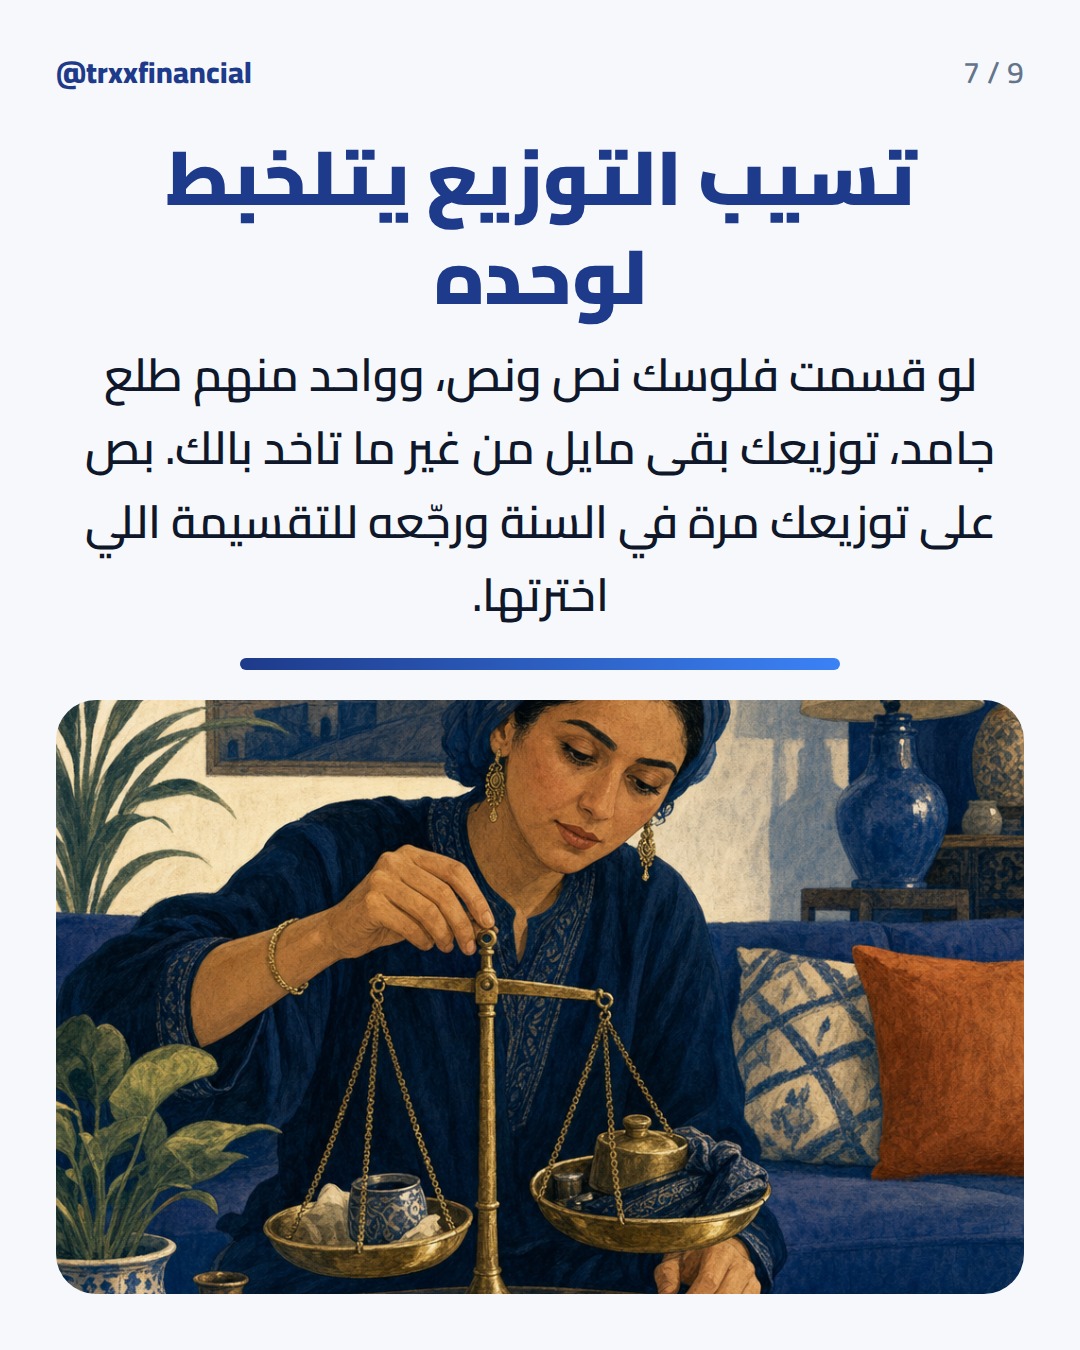 @trxxfinancial
7 / 9
تسيب التوزيع يتلخبط
لوحده
لو قسمت فلوسك نص ونص، وواحد منهم طلع
جامد، توزيعك بقى مايل من غير ما تاخد بالك. بص
على توزيعك مرة في السنة ورجّعه للتقسيمة اللي
اخترتها.